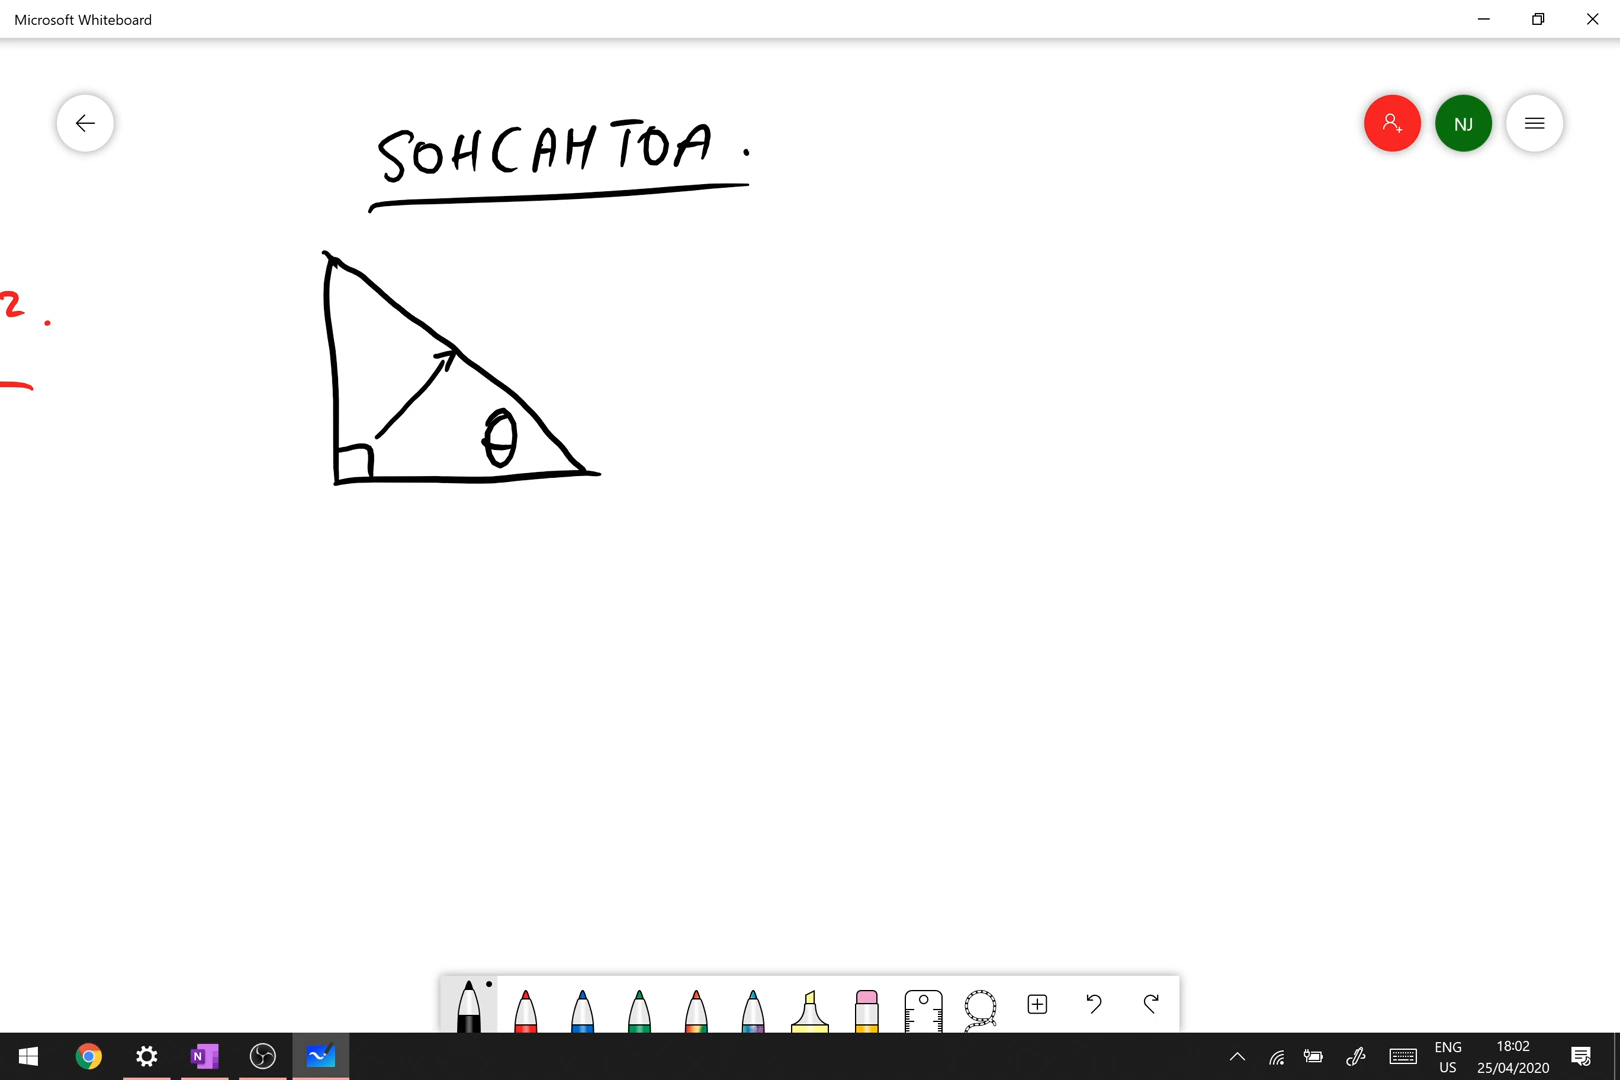 Microsoft Whiteboard
NJ
SOHCAHTOA.
2.
θ
ENG
US
18:02
25/04/2020